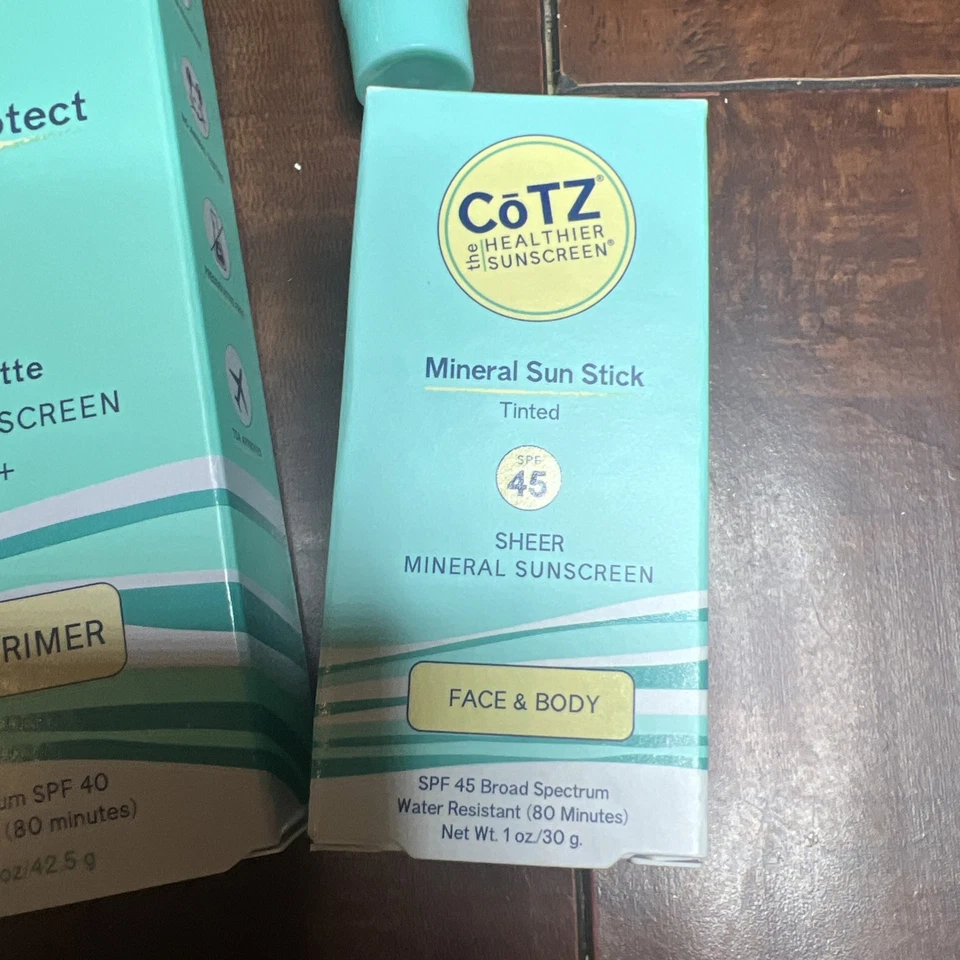 otect
tte
SCREEN
+
RIMER
um SPF 40
(80 minutes)
oz/42.5 g
TSA APPROVED
CōTZ®
the HEALTHIER
SUNSCREEN®
Mineral Sun Stick
Tinted
SPF
45
SHEER
MINERAL SUNSCREEN
FACE & BODY
SPF 45 Broad Spectrum
Water Resistant (80 Minutes)
Net Wt. 1 oz./30 g.